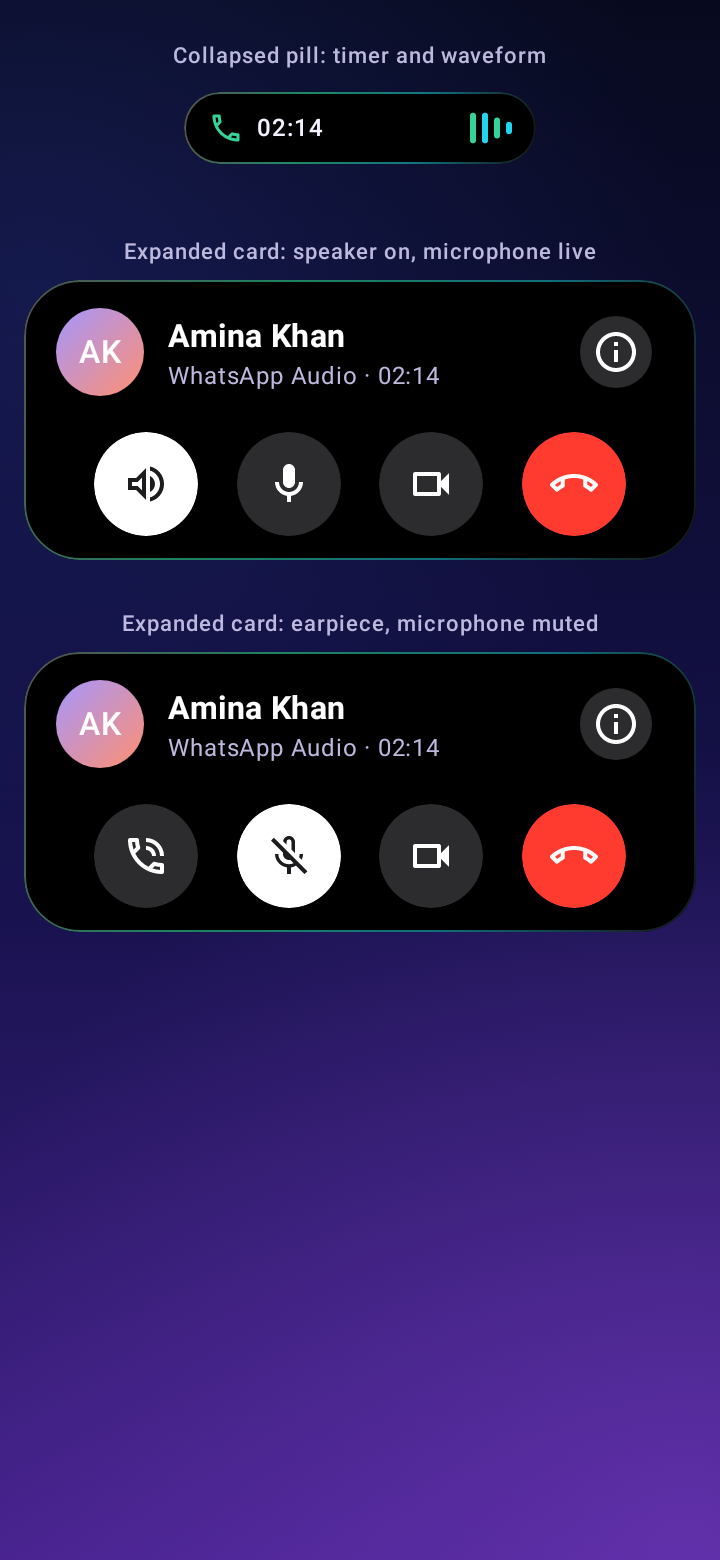 Collapsed pill: timer and waveform
02:14
Expanded card: speaker on, microphone live
AK
Amina Khan
WhatsApp Audio · 02:14
Expanded card: earpiece, microphone muted
AK
Amina Khan
WhatsApp Audio · 02:14